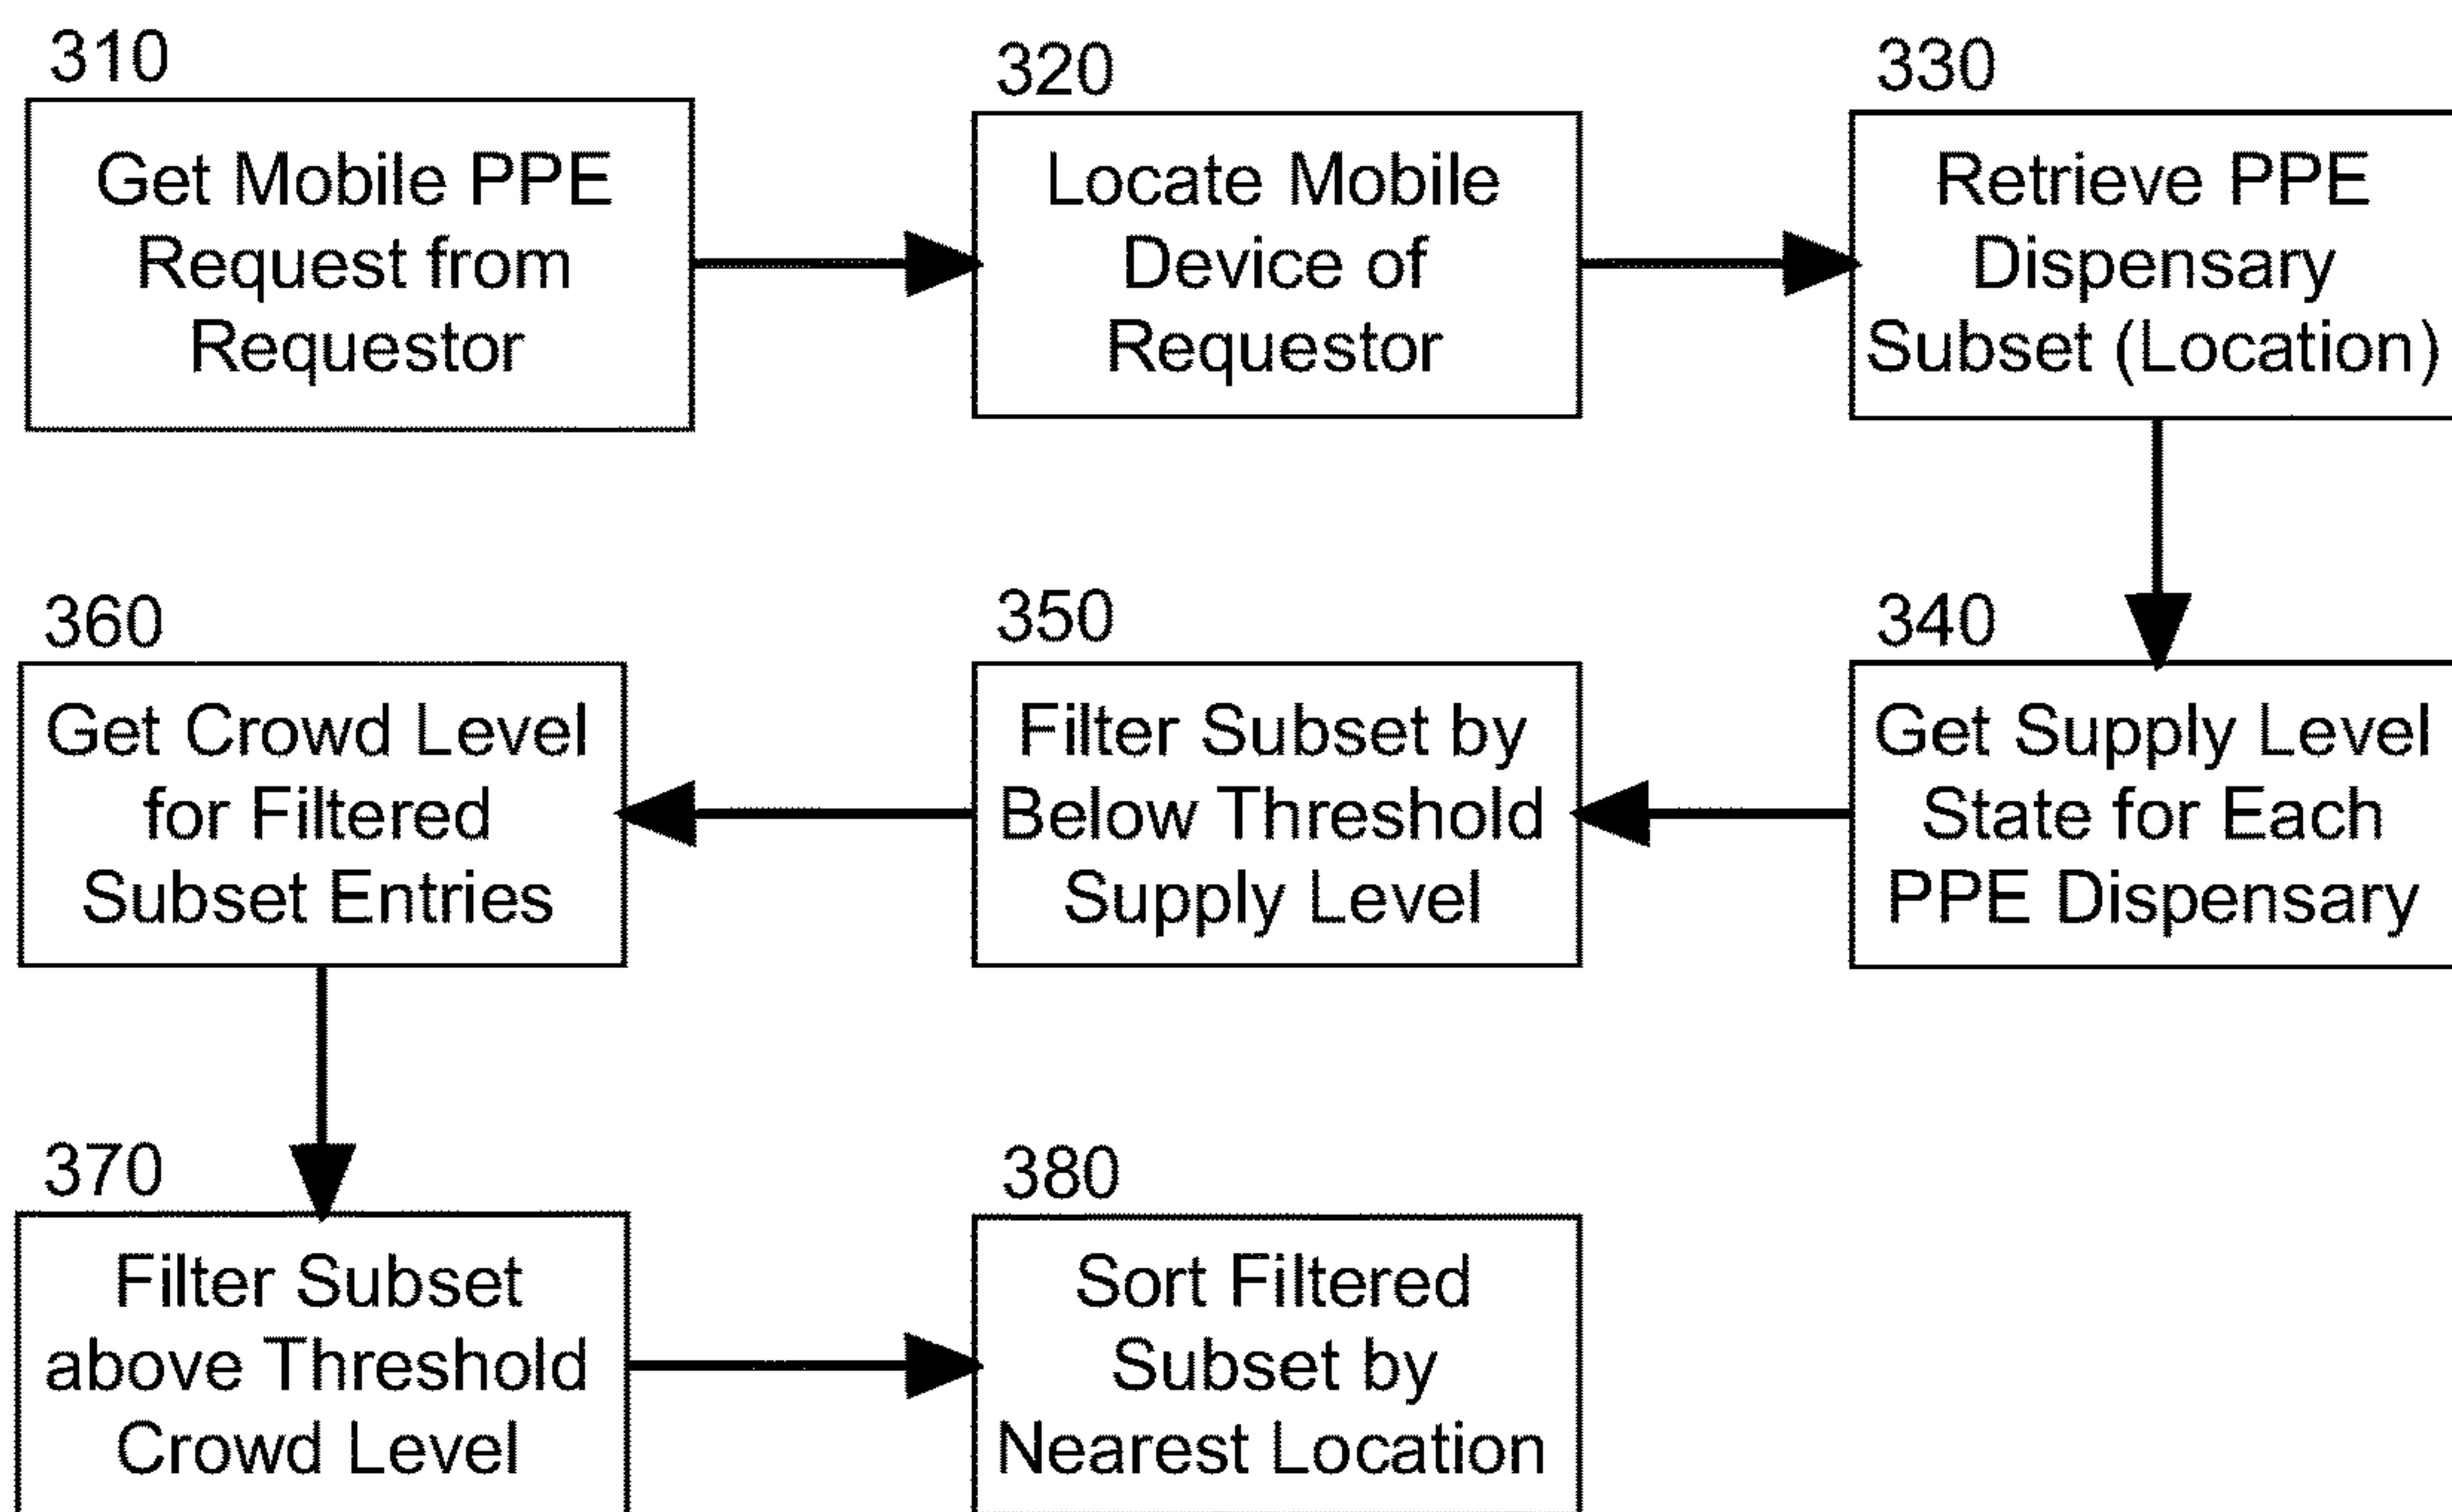 310
Get Mobile PPE
Request from
Requestor
320
Locate Mobile
Device of
Requestor
330
Retrieve PPE
Dispensary
Subset (Location)
360
Get Crowd Level
for Filtered
Subset Entries
350
Filter Subset by
Below Threshold
Supply Level
340
Get Supply Level
State for Each
PPE Dispensary
370
Filter Subset
above Threshold
Crowd Level
380
Sort Filtered
Subset by
Nearest Location